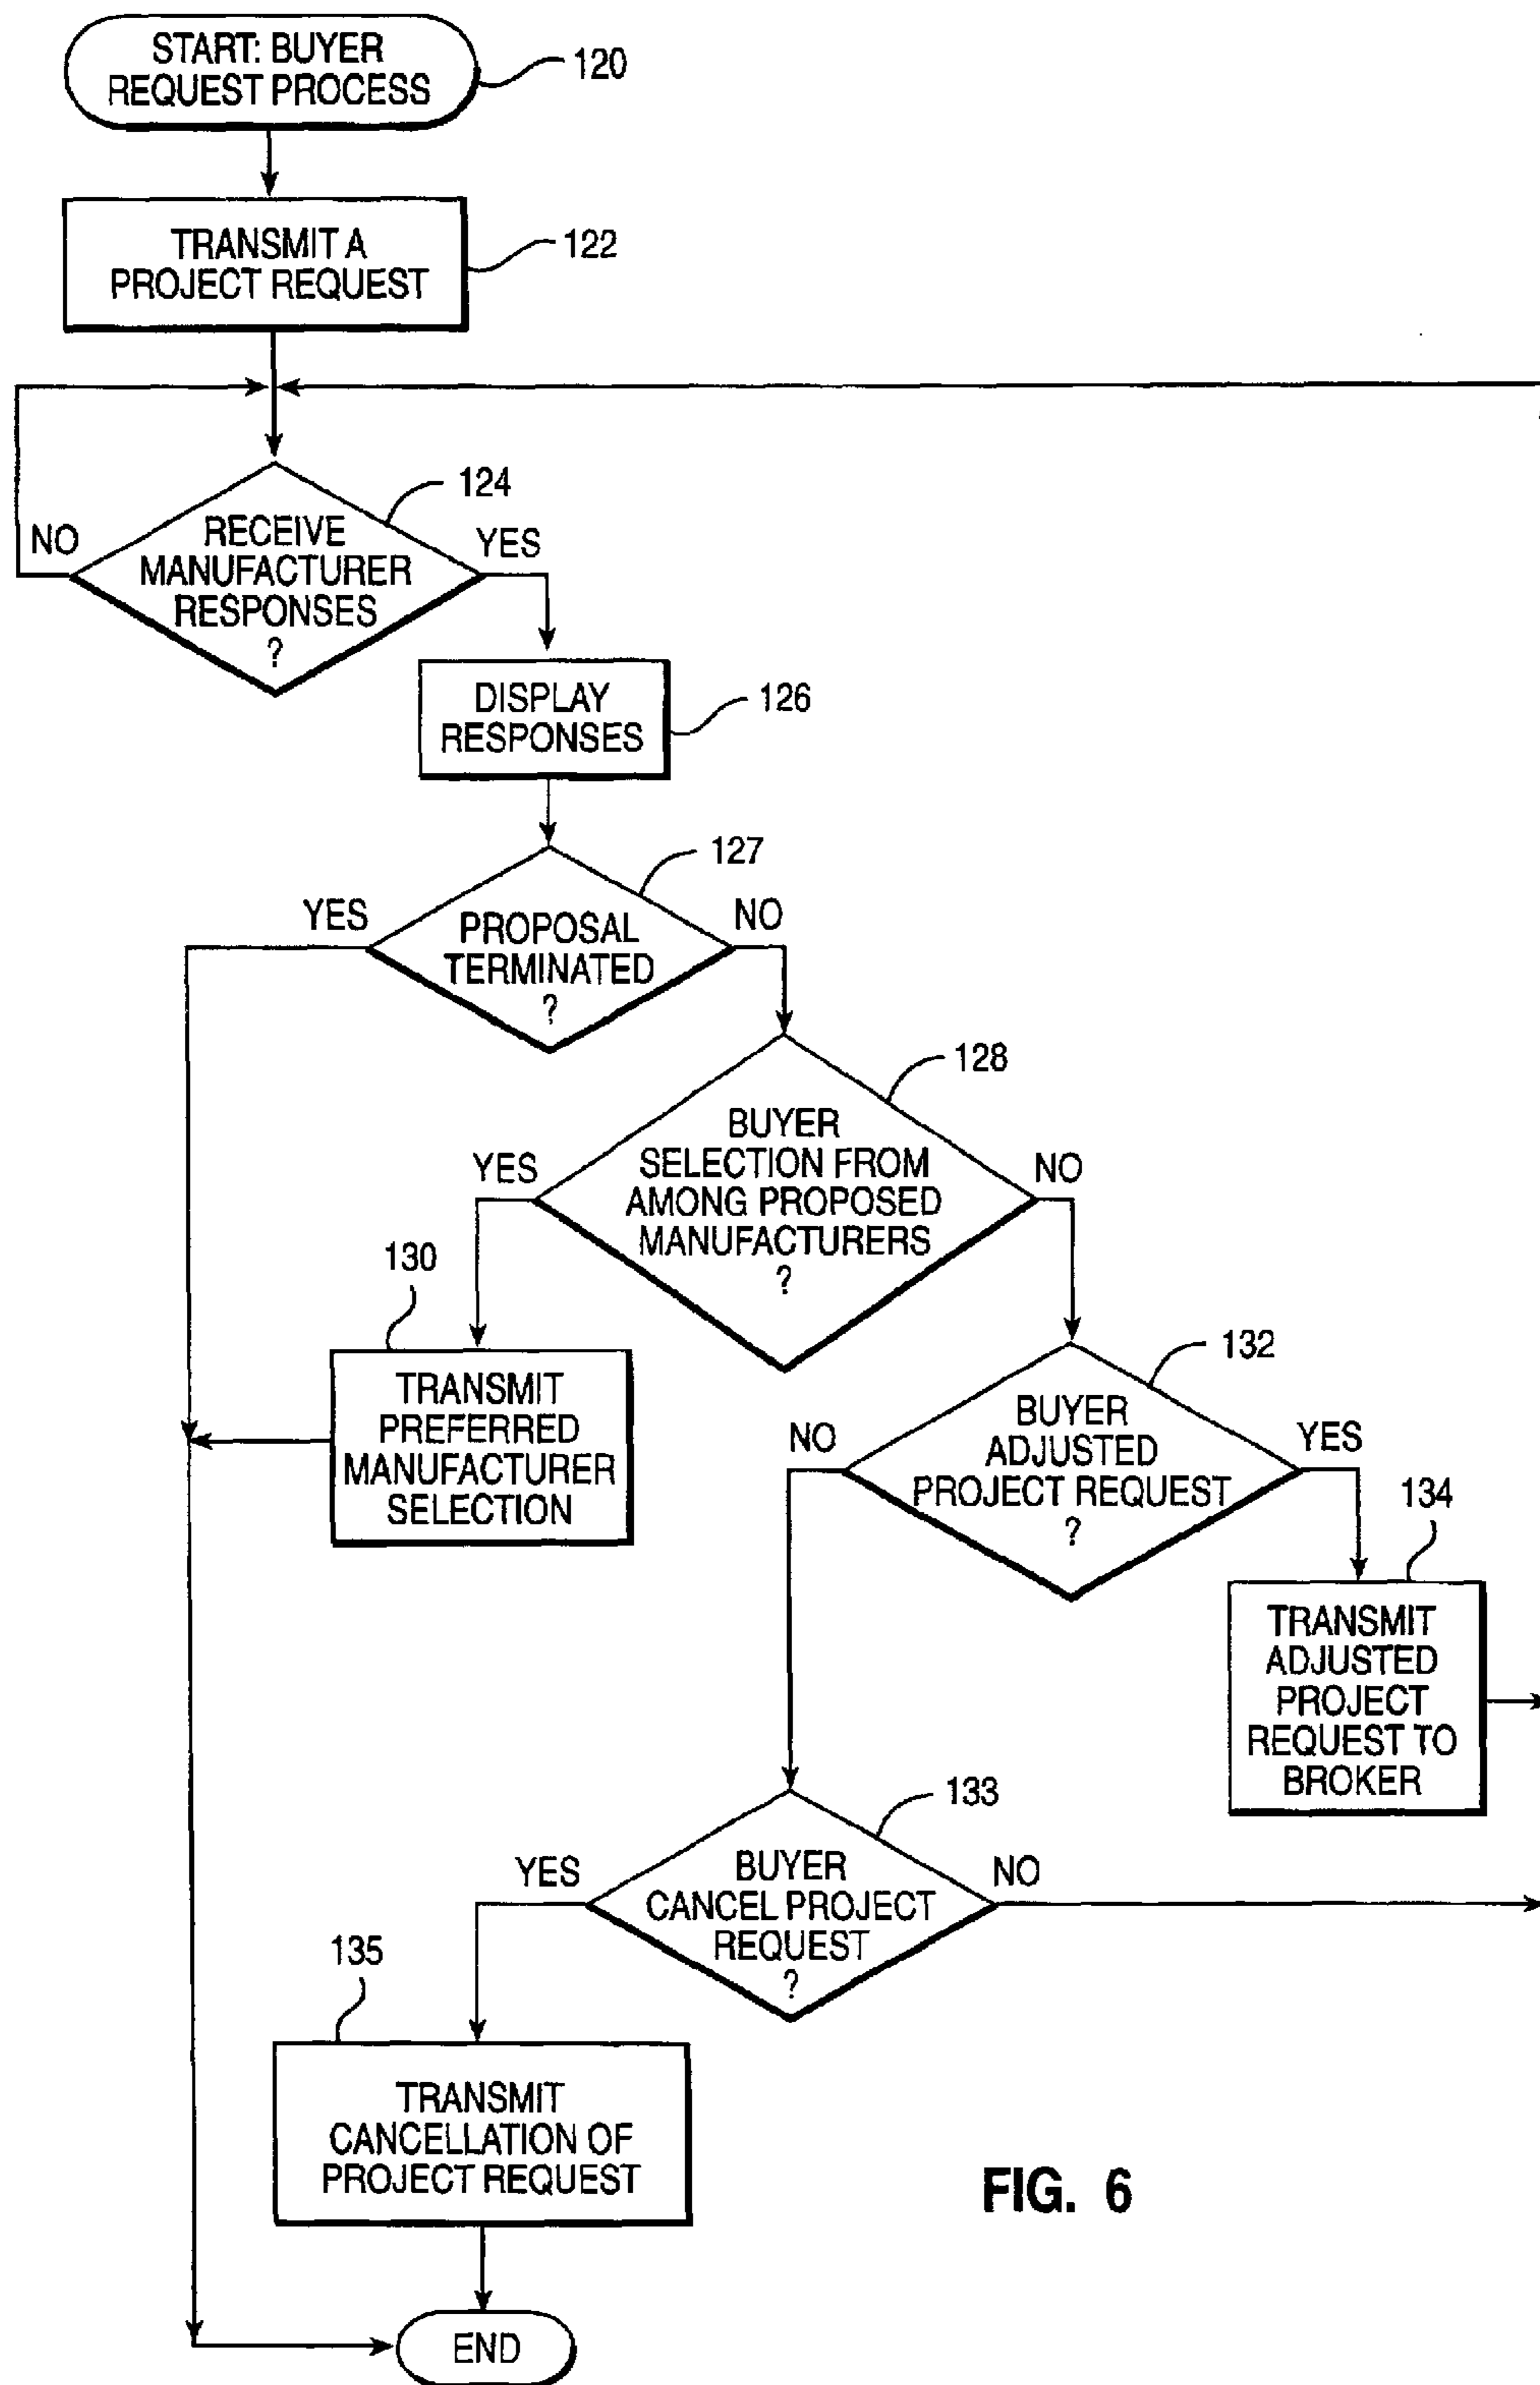 START: BUYER
REQUEST PROCESS
120
TRANSMIT A
PROJECT REQUEST
122
124
NO
RECEIVE
MANUFACTURER
RESPONSES
?
YES
DISPLAY
RESPONSES
126
127
YES
PROPOSAL
TERMINATED
?
NO
128
YES
BUYER
SELECTION FROM
AMONG PROPOSED
MANUFACTURERS
?
NO
130
TRANSMIT
PREFERRED
MANUFACTURER
SELECTION
132
NO
BUYER
ADJUSTED
PROJECT REQUEST
?
YES
134
TRANSMIT
ADJUSTED
PROJECT
REQUEST TO
BROKER
133
YES
BUYER
CANCEL PROJECT
REQUEST
?
NO
135
TRANSMIT
CANCELLATION OF
PROJECT REQUEST
FIG. 6
END